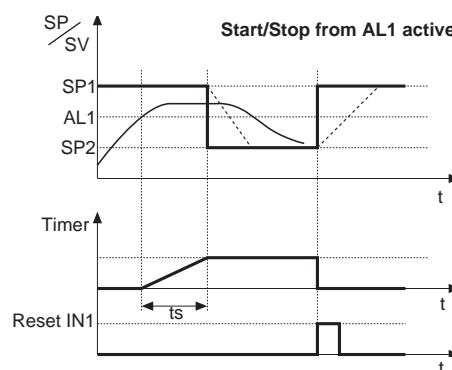 SP
SV
Start/Stop from AL1 active
SP1
AL1
SP2
t
Timer
ts
t
Reset IN1
t